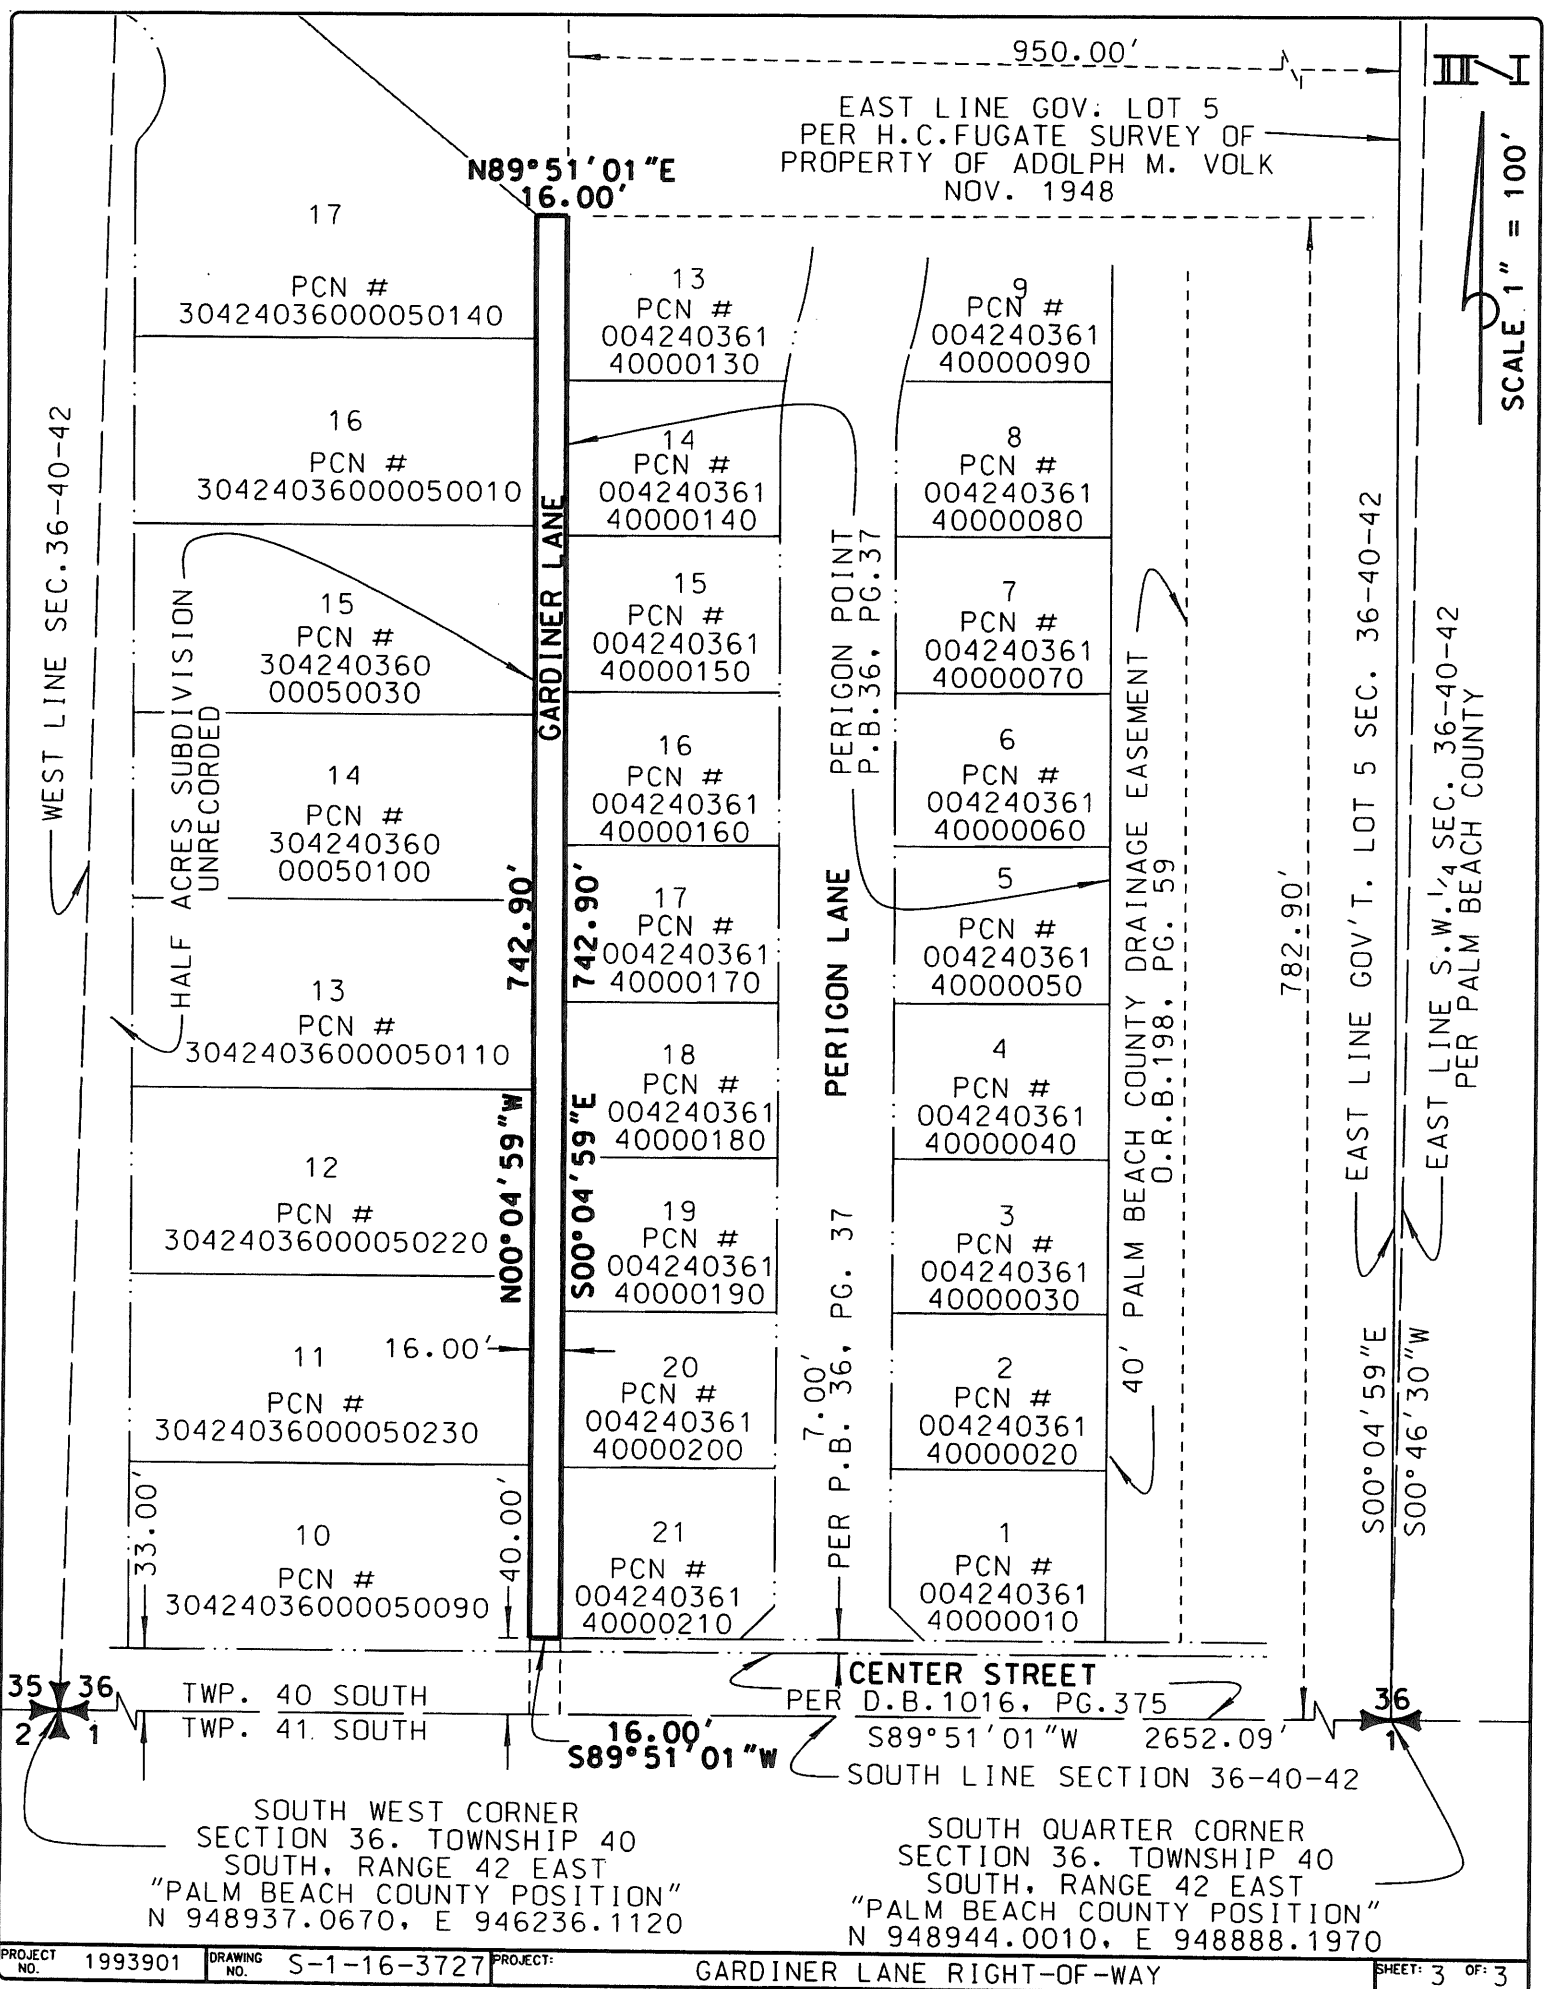 950.00'
EAST LINE GOV. LOT 5
PER H.C.FUGATE SURVEY OF
PROPERTY OF ADOLPH M. VOLK
NOV. 1948
SCALE 1" = 100'
N89°51'01"E
16.00'
WEST LINE SEC.36-40-42
17
PCN #
30424036000050140
16
PCN #
30424036000050010
HALF ACRES SUBDIVISION
UNRECORDED
15
PCN #
304240360
00050030
14
PCN #
304240360
00050100
13
PCN #
30424036000050110
12
PCN #
30424036000050220
11
PCN #
30424036000050230
10
PCN #
30424036000050090
33.00'
40.00'
16.00'
GARDINER LANE
742.90'
N00°04'59"W
742.90'
S00°04'59"E
13
PCN #
004240361
40000130
14
PCN #
004240361
40000140
15
PCN #
004240361
40000150
16
PCN #
004240361
40000160
17
PCN #
004240361
40000170
18
PCN #
004240361
40000180
19
PCN #
004240361
40000190
20
PCN #
004240361
40000200
21
PCN #
004240361
40000210
PERIGON POINT
P.B.36, PG.37
PERIGON LANE
7.00'
PER P.B. 36, PG. 37
9
PCN #
004240361
40000090
8
PCN #
004240361
40000080
7
PCN #
004240361
40000070
6
PCN #
004240361
40000060
5
PCN #
004240361
40000050
4
PCN #
004240361
40000040
3
PCN #
004240361
40000030
2
PCN #
004240361
40000020
1
PCN #
004240361
40000010
40' PALM BEACH COUNTY DRAINAGE EASEMENT
O.R.B.198, PG. 59
782.90'
EAST LINE GOV'T. LOT 5 SEC. 36-40-42
EAST LINE S.W.1/4 SEC. 36-40-42
PER PALM BEACH COUNTY
S00°04'59"E
S00°46'30"W
CENTER STREET
PER D.B.1016, PG.375
35 36
2 1
TWP. 40 SOUTH
TWP. 41 SOUTH
16.00'
S89°51'01"W
S89°51'01"W 2652.09'
36
1
SOUTH LINE SECTION 36-40-42
SOUTH WEST CORNER
SECTION 36. TOWNSHIP 40
SOUTH, RANGE 42 EAST
"PALM BEACH COUNTY POSITION"
N 948937.0670, E 946236.1120
SOUTH QUARTER CORNER
SECTION 36. TOWNSHIP 40
SOUTH, RANGE 42 EAST
"PALM BEACH COUNTY POSITION"
N 948944.0010, E 948888.1970
PROJECT NO. 1993901 DRAWING NO. S-1-16-3727 PROJECT: GARDINER LANE RIGHT-OF-WAY SHEET: 3 OF: 3